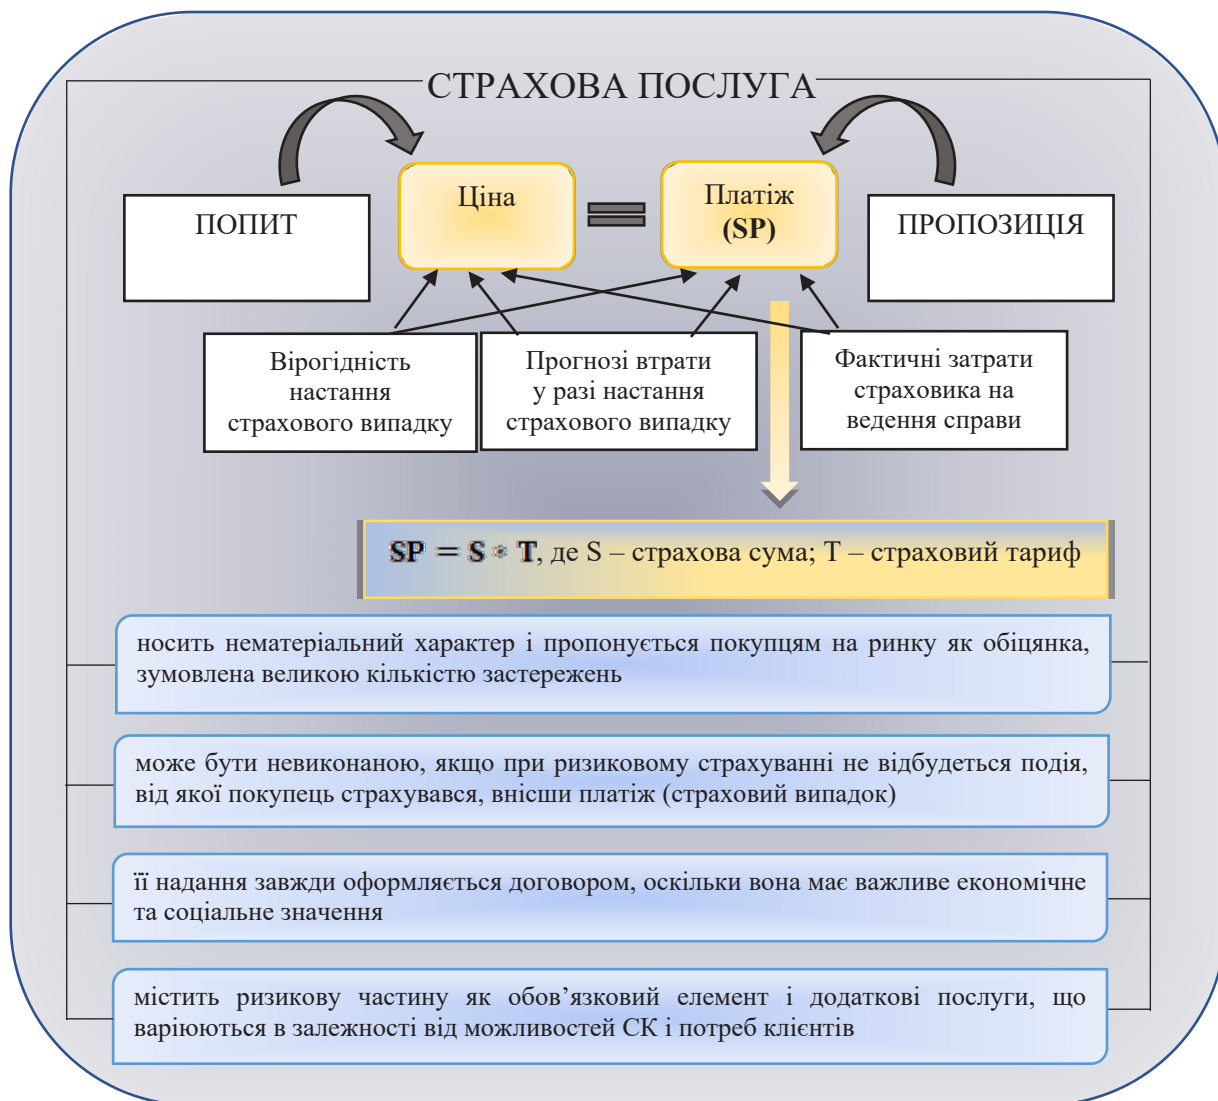 СТРАХОВА ПОСЛУГА
ПОПИТ
Ціна
=
Платіж
(SP)
ПРОПОЗИЦІЯ
Вірогідність
настання
страхового випадку
Прогнозі втрати
у разі настання
страхового випадку
Фактичні затрати
страховика на
ведення справи
SP = S * T, де S – страхова сума; T – страховий тариф
носить нематеріальний характер і пропонується покупцям на ринку як обіцянка,
зумовлена великою кількістю застережень
може бути невиконаною, якщо при ризиковому страхуванні не відбудеться подія,
від якої покупець страхувався, внісши платіж (страховий випадок)
її надання завжди оформляється договором, оскільки вона має важливе економічне
та соціальне значення
містить ризикову частину як обов’язковий елемент і додаткові послуги, що
варіюються в залежності від можливостей СК і потреб клієнтів